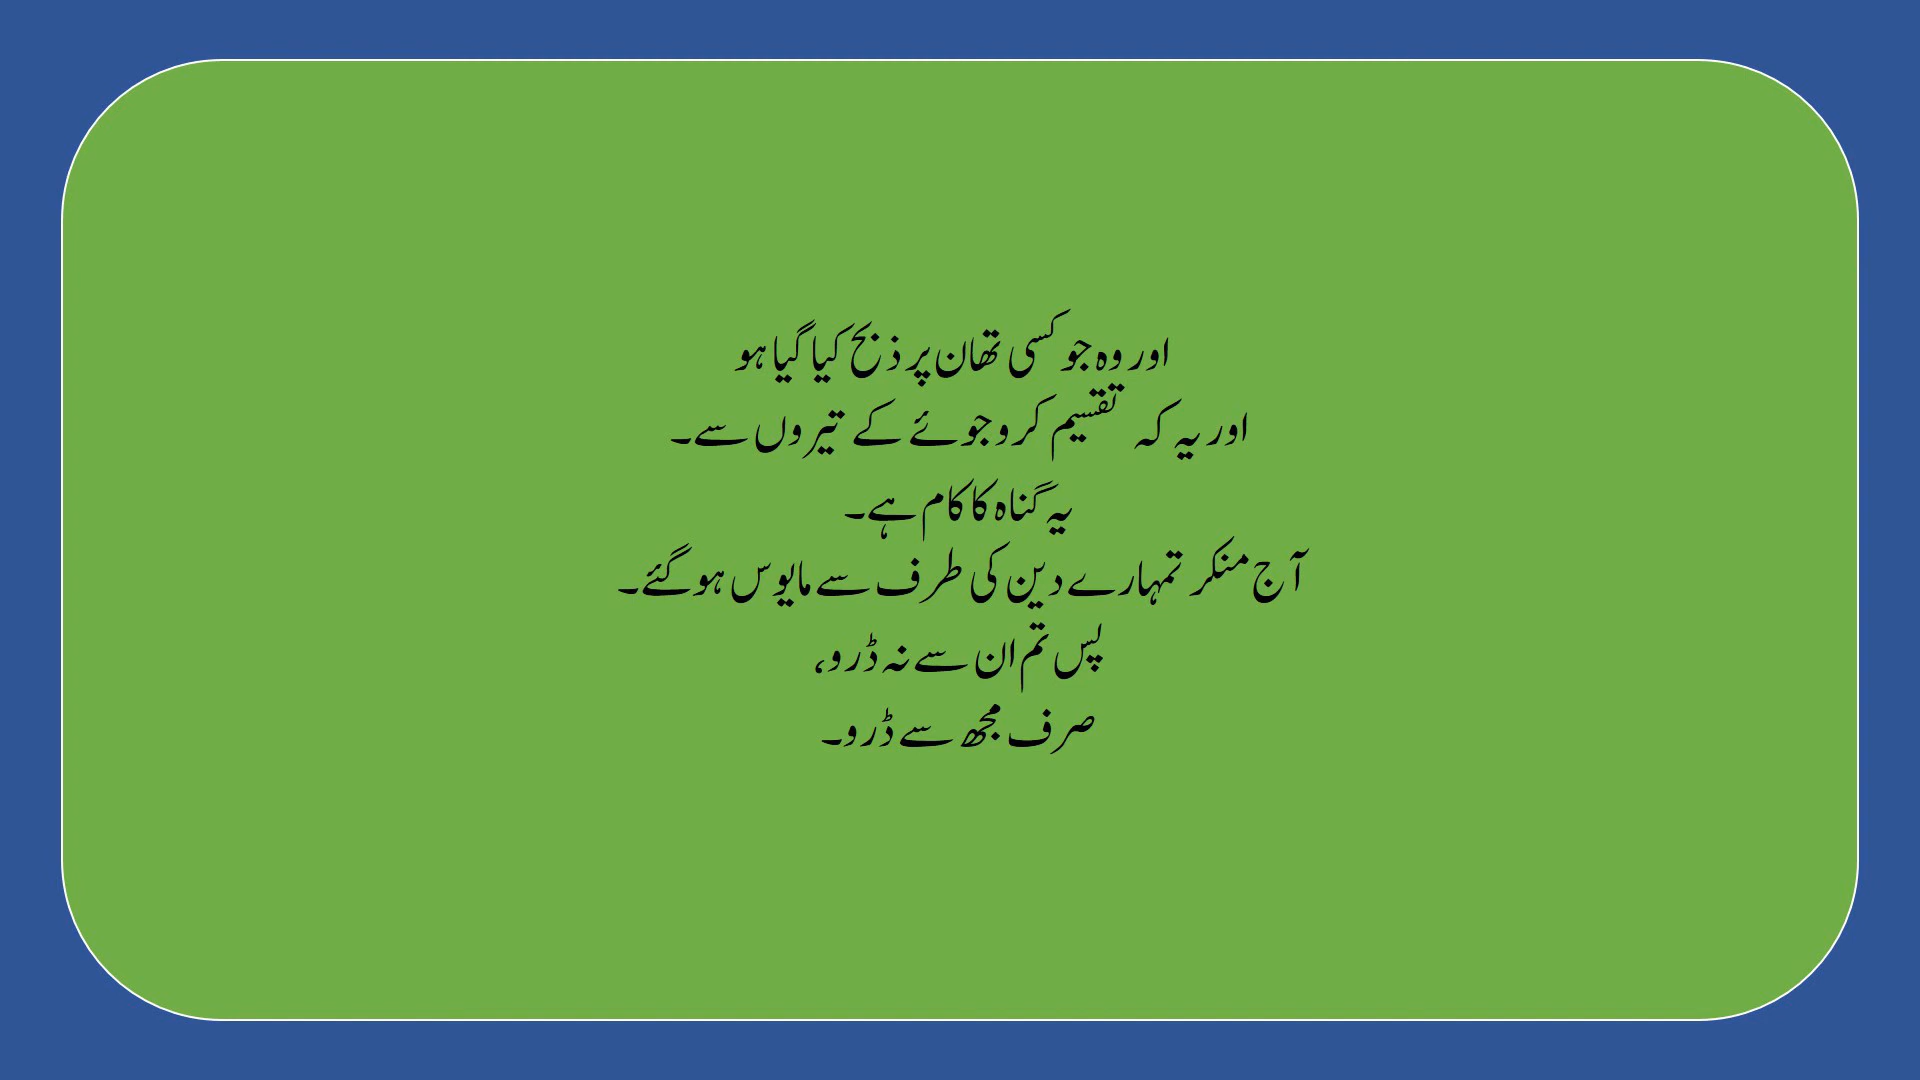 اور وہ جو کسی تھان پر ذبح کیا گیا ہو
اور یہ کہ تقسیم کرو جوئے کے تیروں سے۔
یہ گناہ کا کام ہے۔
آج منکر تمہارے دین کی طرف سے مایوس ہوگئے۔
پس تم ان سے نہ ڈرو،
صرف مجھ سے ڈرو۔